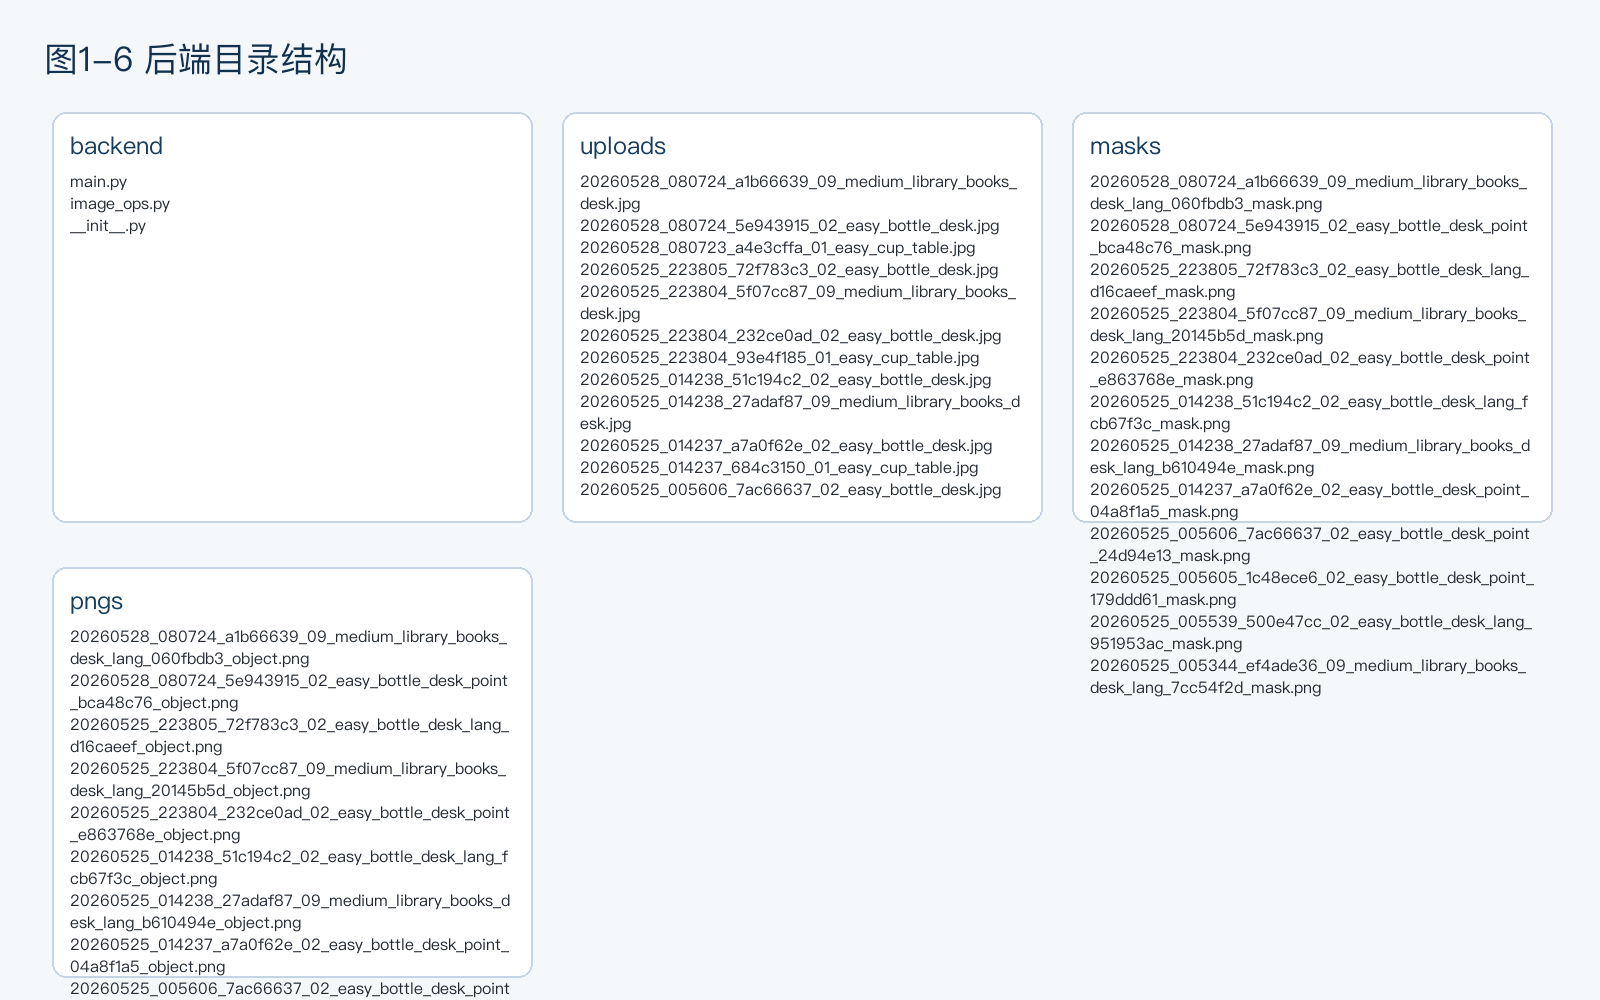 图1-6 后端目录结构
backend
main.py
image_ops.py
__init__.py
uploads
20260528_080724_a1b66639_09_medium_library_books_
desk.jpg
20260528_080724_5e943915_02_easy_bottle_desk.jpg
20260528_080723_a4e3cffa_01_easy_cup_table.jpg
20260525_223805_72f783c3_02_easy_bottle_desk.jpg
20260525_223804_5f07cc87_09_medium_library_books_
desk.jpg
20260525_223804_232ce0ad_02_easy_bottle_desk.jpg
20260525_223804_93e4f185_01_easy_cup_table.jpg
20260525_014238_51c194c2_02_easy_bottle_desk.jpg
20260525_014238_27adaf87_09_medium_library_books_d
esk.jpg
20260525_014237_a7a0f62e_02_easy_bottle_desk.jpg
20260525_014237_684c3150_01_easy_cup_table.jpg
20260525_005606_7ac66637_02_easy_bottle_desk.jpg
masks
20260528_080724_a1b66639_09_medium_library_books_
desk_lang_060fbdb3_mask.png
20260528_080724_5e943915_02_easy_bottle_desk_point
_bca48c76_mask.png
20260525_223805_72f783c3_02_easy_bottle_desk_lang_
d16caeef_mask.png
20260525_223804_5f07cc87_09_medium_library_books_
desk_lang_20145b5d_mask.png
20260525_223804_232ce0ad_02_easy_bottle_desk_point
_e863768e_mask.png
20260525_014238_51c194c2_02_easy_bottle_desk_lang_f
cb67f3c_mask.png
20260525_014238_27adaf87_09_medium_library_books_d
esk_lang_b610494e_mask.png
20260525_014237_a7a0f62e_02_easy_bottle_desk_point_
04a8f1a5_mask.png
20260525_005606_7ac66637_02_easy_bottle_desk_point
_24d94e13_mask.png
20260525_005605_1c48ece6_02_easy_bottle_desk_point_
179ddd61_mask.png
20260525_005539_500e47cc_02_easy_bottle_desk_lang_
951953ac_mask.png
20260525_005344_ef4ade36_09_medium_library_books_
desk_lang_7cc54f2d_mask.png
pngs
20260528_080724_a1b66639_09_medium_library_books_
desk_lang_060fbdb3_object.png
20260528_080724_5e943915_02_easy_bottle_desk_point
_bca48c76_object.png
20260525_223805_72f783c3_02_easy_bottle_desk_lang_
d16caeef_object.png
20260525_223804_5f07cc87_09_medium_library_books_
desk_lang_20145b5d_object.png
20260525_223804_232ce0ad_02_easy_bottle_desk_point
_e863768e_object.png
20260525_014238_51c194c2_02_easy_bottle_desk_lang_f
cb67f3c_object.png
20260525_014238_27adaf87_09_medium_library_books_d
esk_lang_b610494e_object.png
20260525_014237_a7a0f62e_02_easy_bottle_desk_point_
04a8f1a5_object.png
20260525_005606_7ac66637_02_easy_bottle_desk_point